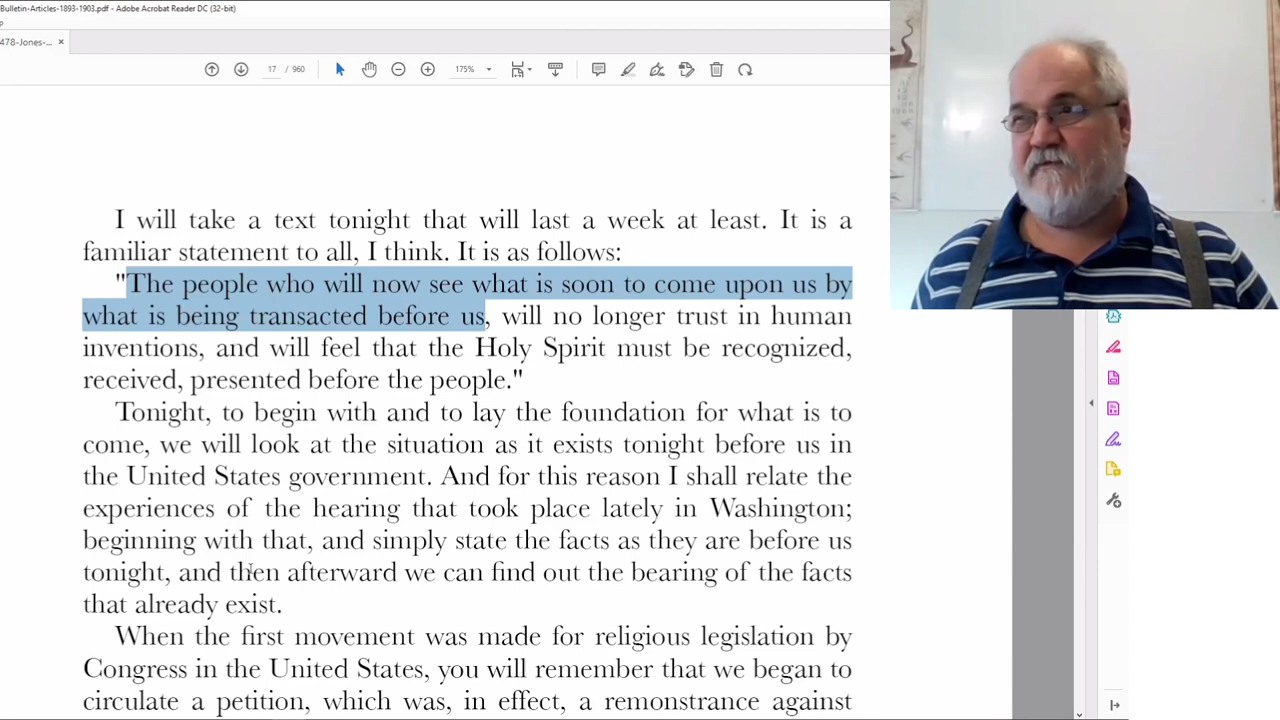 Bulletin-Articles-1893-1903.pdf - Adobe Acrobat Reader DC (32-bit)
478-Jones-... ×
17 / 960
175%
I will take a text tonight that will last a week at least. It is a
familiar statement to all, I think. It is as follows:
"The people who will now see what is soon to come upon us by
what is being transacted before us, will no longer trust in human
inventions, and will feel that the Holy Spirit must be recognized,
received, presented before the people."
Tonight, to begin with and to lay the foundation for what is to
come, we will look at the situation as it exists tonight before us in
the United States government. And for this reason I shall relate the
experiences of the hearing that took place lately in Washington;
beginning with that, and simply state the facts as they are before us
tonight, and then afterward we can find out the bearing of the facts
that already exist.
When the first movement was made for religious legislation by
Congress in the United States, you will remember that we began to
circulate a petition, which was, in effect, a remonstrance against